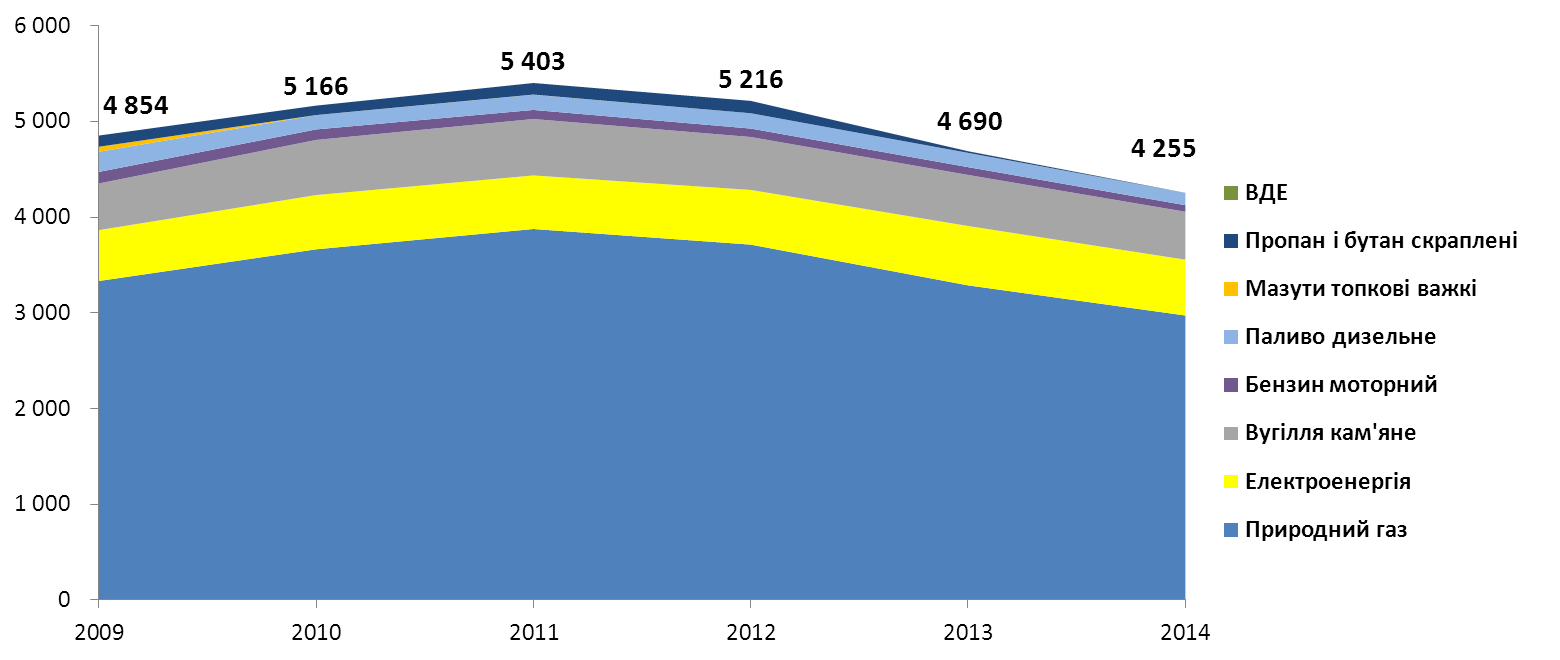 6 000
5 000
4 000
3 000
2 000
1 000
0
4 854
5 166
5 403
5 216
4 690
4 255
2009
2010
2011
2012
2013
2014
ВДЕ
Пропан і бутан скраплені
Мазути топкові важкі
Паливо дизельне
Бензин моторний
Вугілля кам'яне
Електроенергія
Природний газ